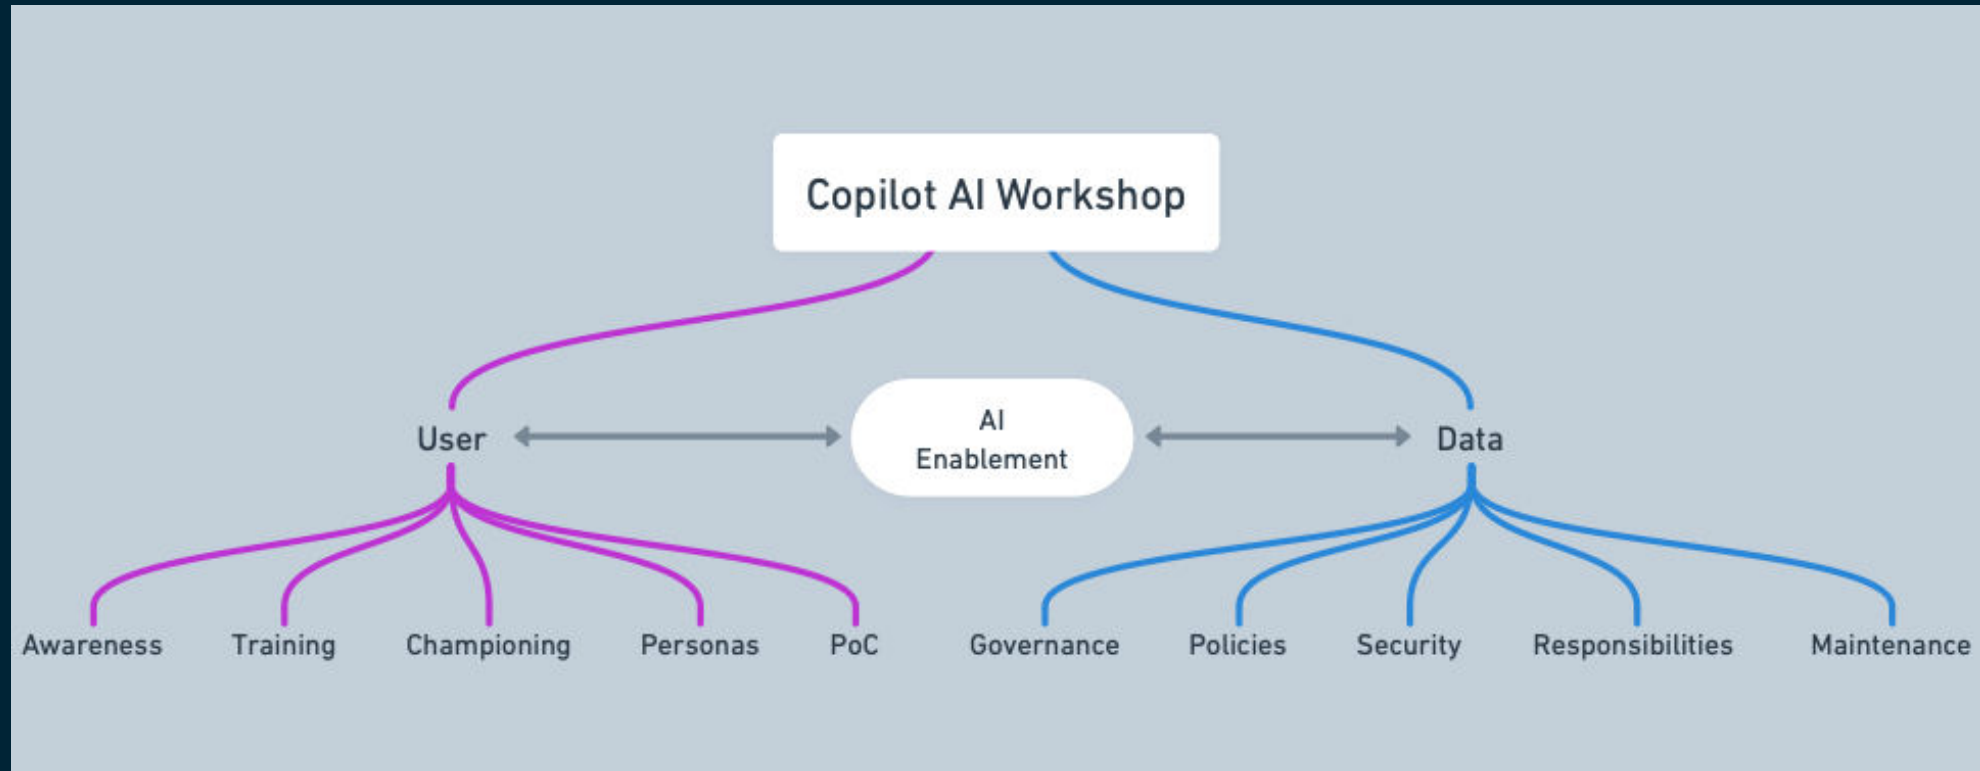 Copilot AI Workshop
AI
Enablement
User
Data
Awareness
Training
Championing
Personas
PoC
Governance
Policies
Security
Responsibilities
Maintenance